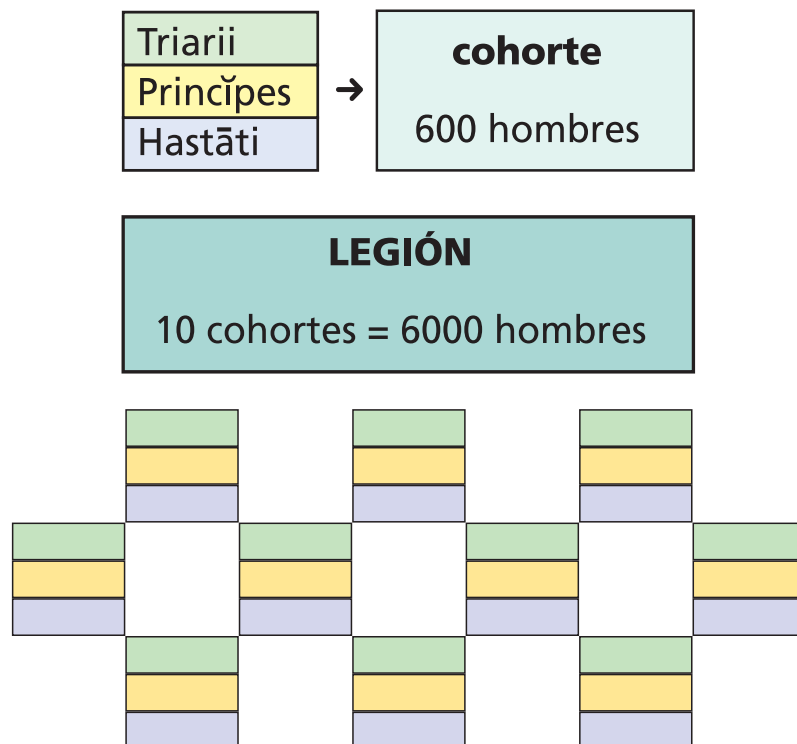 Triarii
Princĭpes
Hastāti
➔
cohorte
600 hombres
LEGIÓN
10 cohortes = 6000 hombres